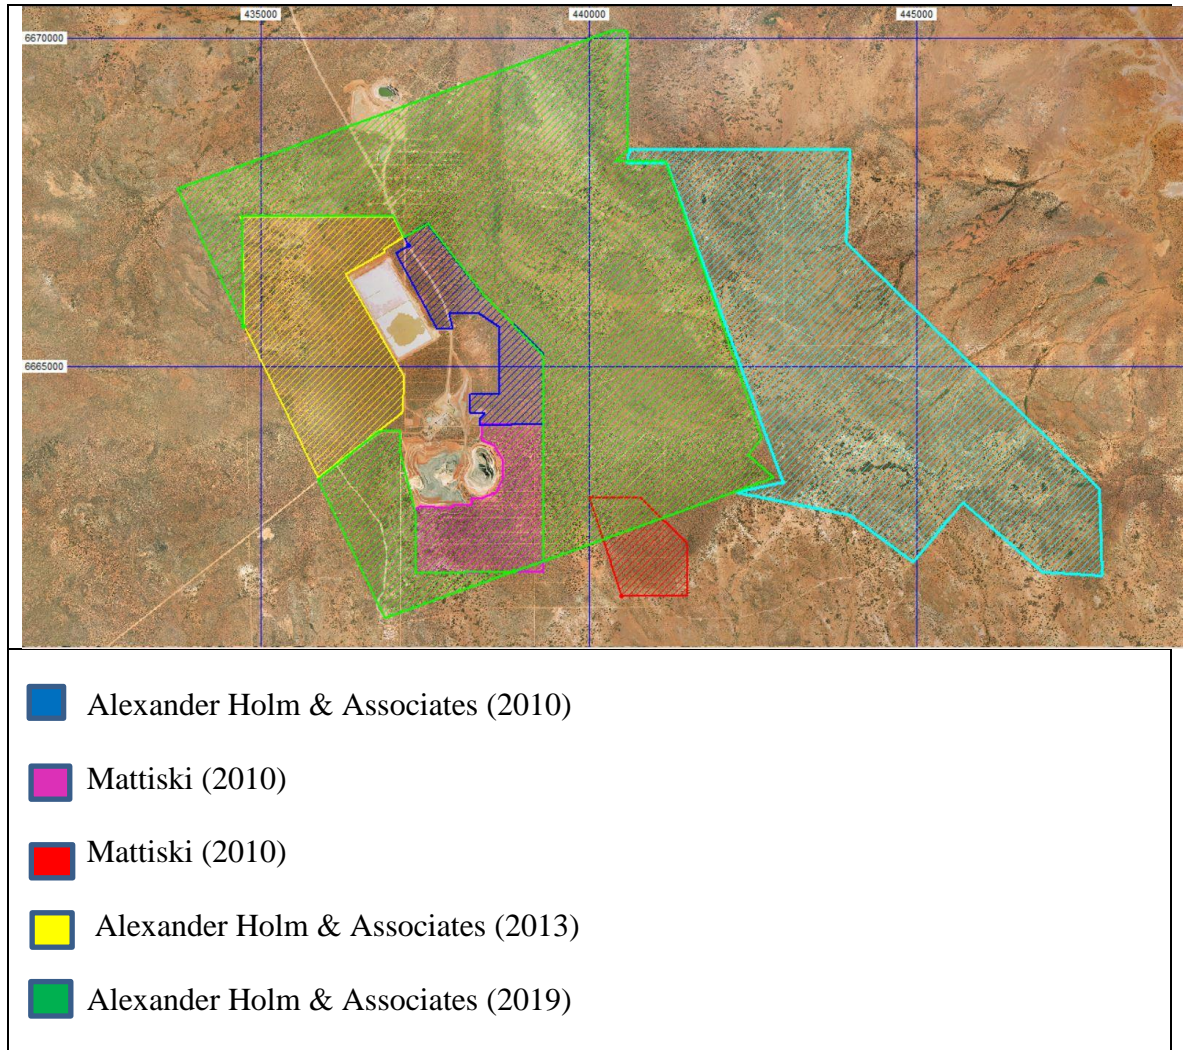 435000
440000
445000
6670000
6665000
Alexander Holm & Associates (2010)
Mattiski (2010)
Mattiski (2010)
Alexander Holm & Associates (2013)
Alexander Holm & Associates (2019)